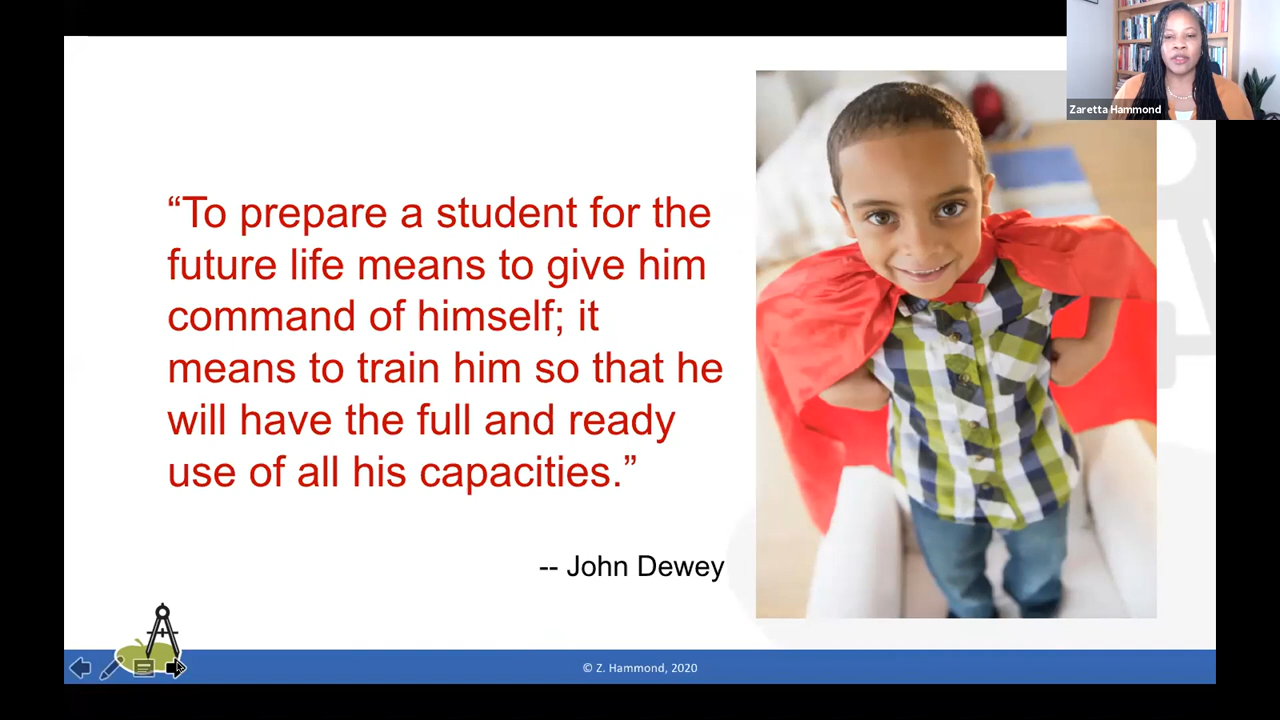 Zaretta Hammond
“To prepare a student for the
future life means to give him
command of himself; it
means to train him so that he
will have the full and ready
use of all his capacities.”
-- John Dewey
© Z. Hammond, 2020